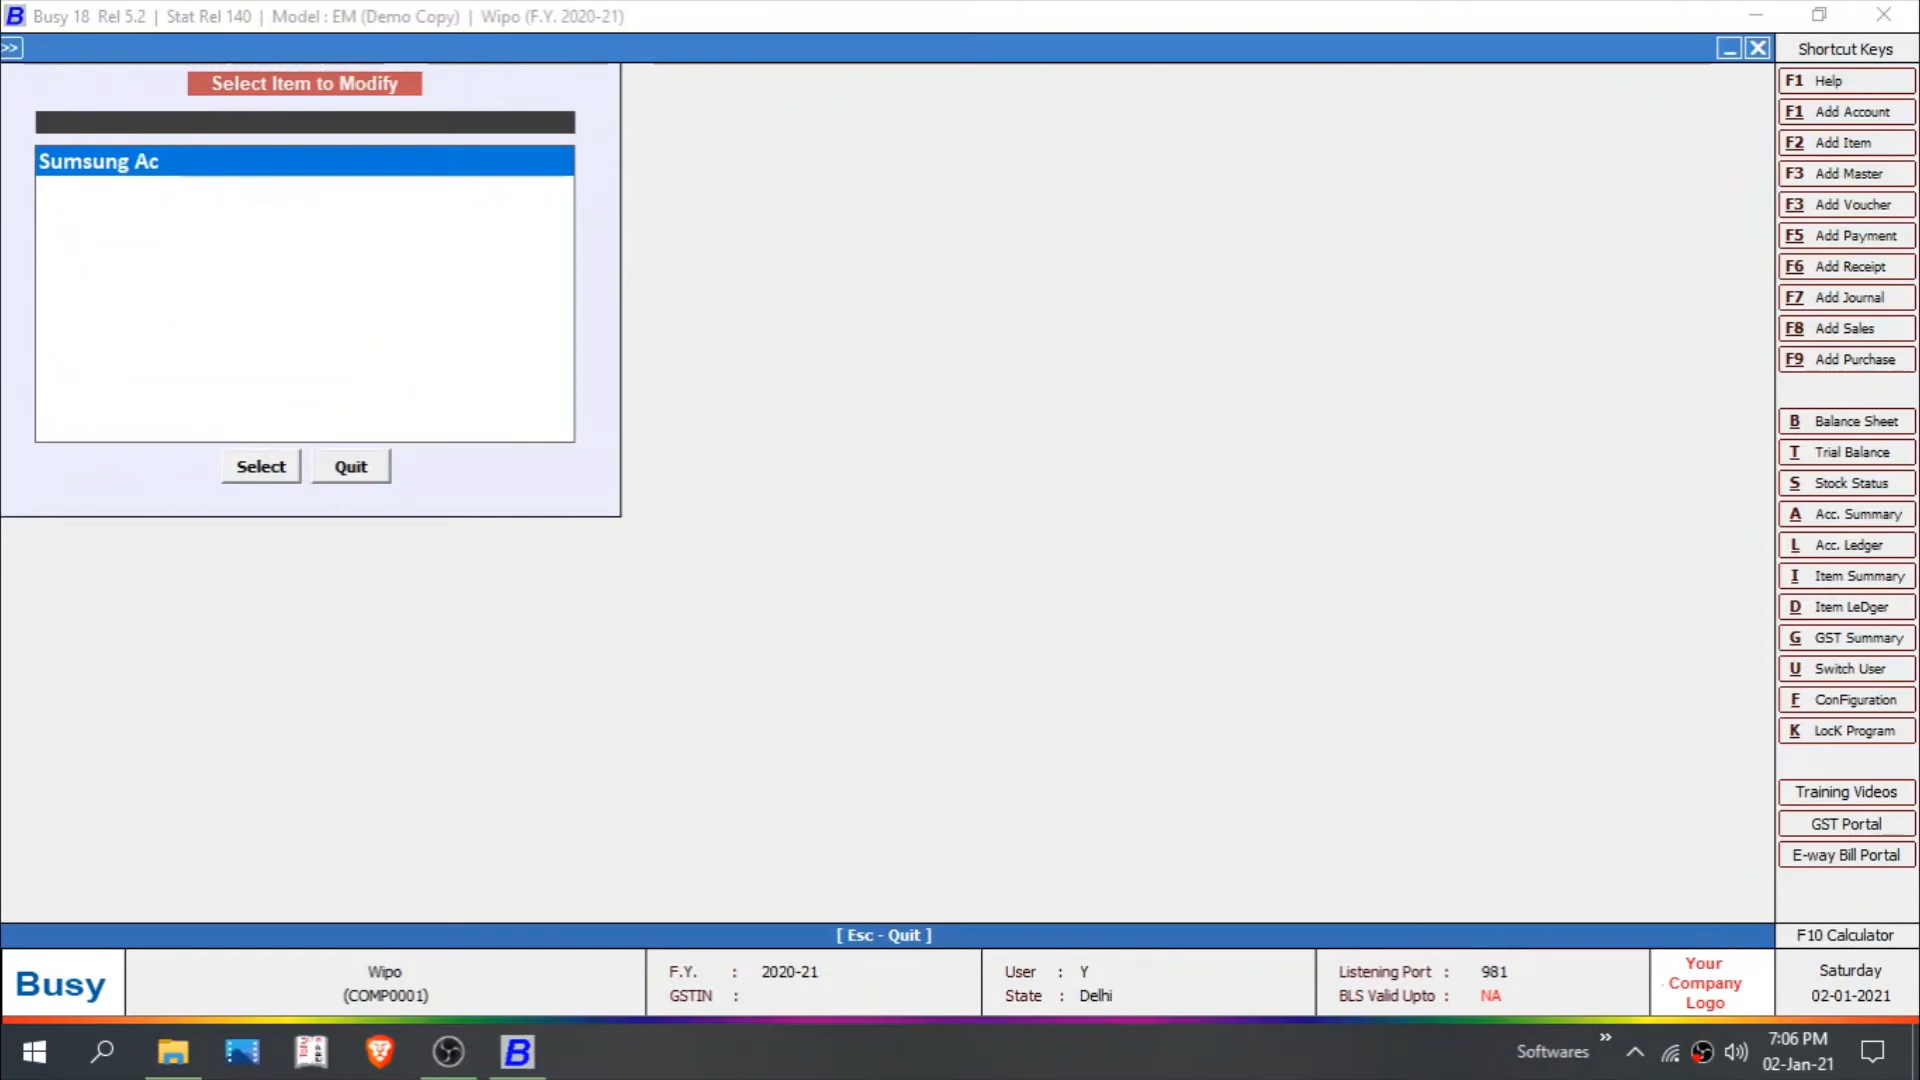 Busy 18 Rel 5.2 | Stat Rel 140 | Model : EM (Demo Copy) | Wipo (F.Y. 2020-21)
>>
Shortcut Keys
Select Item to Modify
Sumsung Ac
Select Quit
F1 Help
F1 Add Account
F2 Add Item
F3 Add Master
F3 Add Voucher
F5 Add Payment
F6 Add Receipt
F7 Add Journal
F8 Add Sales
F9 Add Purchase
B Balance Sheet
T Trial Balance
S Stock Status
A Acc. Summary
L Acc. Ledger
I Item Summary
D Item LeDger
G GST Summary
U Switch User
F ConFiguration
K LocK Program
Training Videos
GST Portal
E-way Bill Portal
[ Esc - Quit ]
F10 Calculator
Busy
Wipo
(COMP0001)
F.Y. : 2020-21
GSTIN :
User : Y
State : Delhi
Listening Port : 981
BLS Valid Upto : NA
Your
Company
Logo
Saturday
02-01-2021
B
Softwares
7:06 PM
02-Jan-21